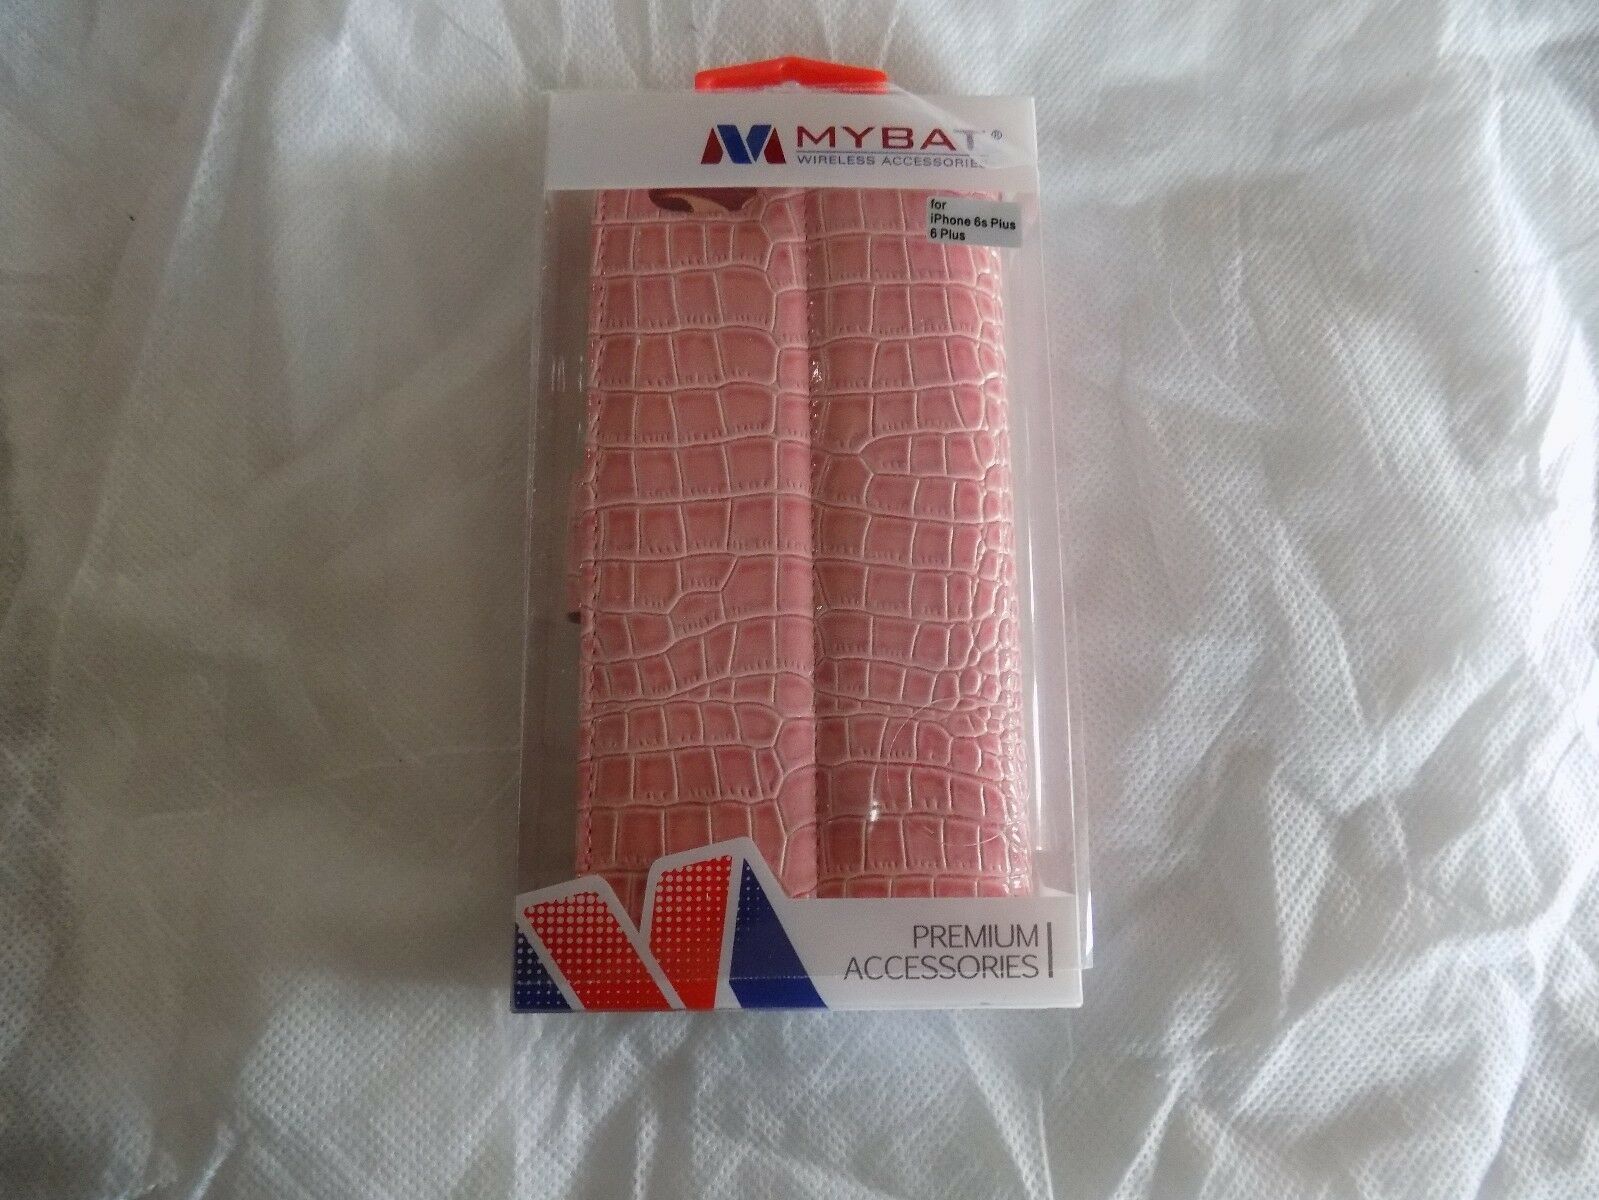 MYBAT®
WIRELESS ACCESSORIES
for
iPhone 6s Plus
6 Plus
PREMIUM
ACCESSORIES